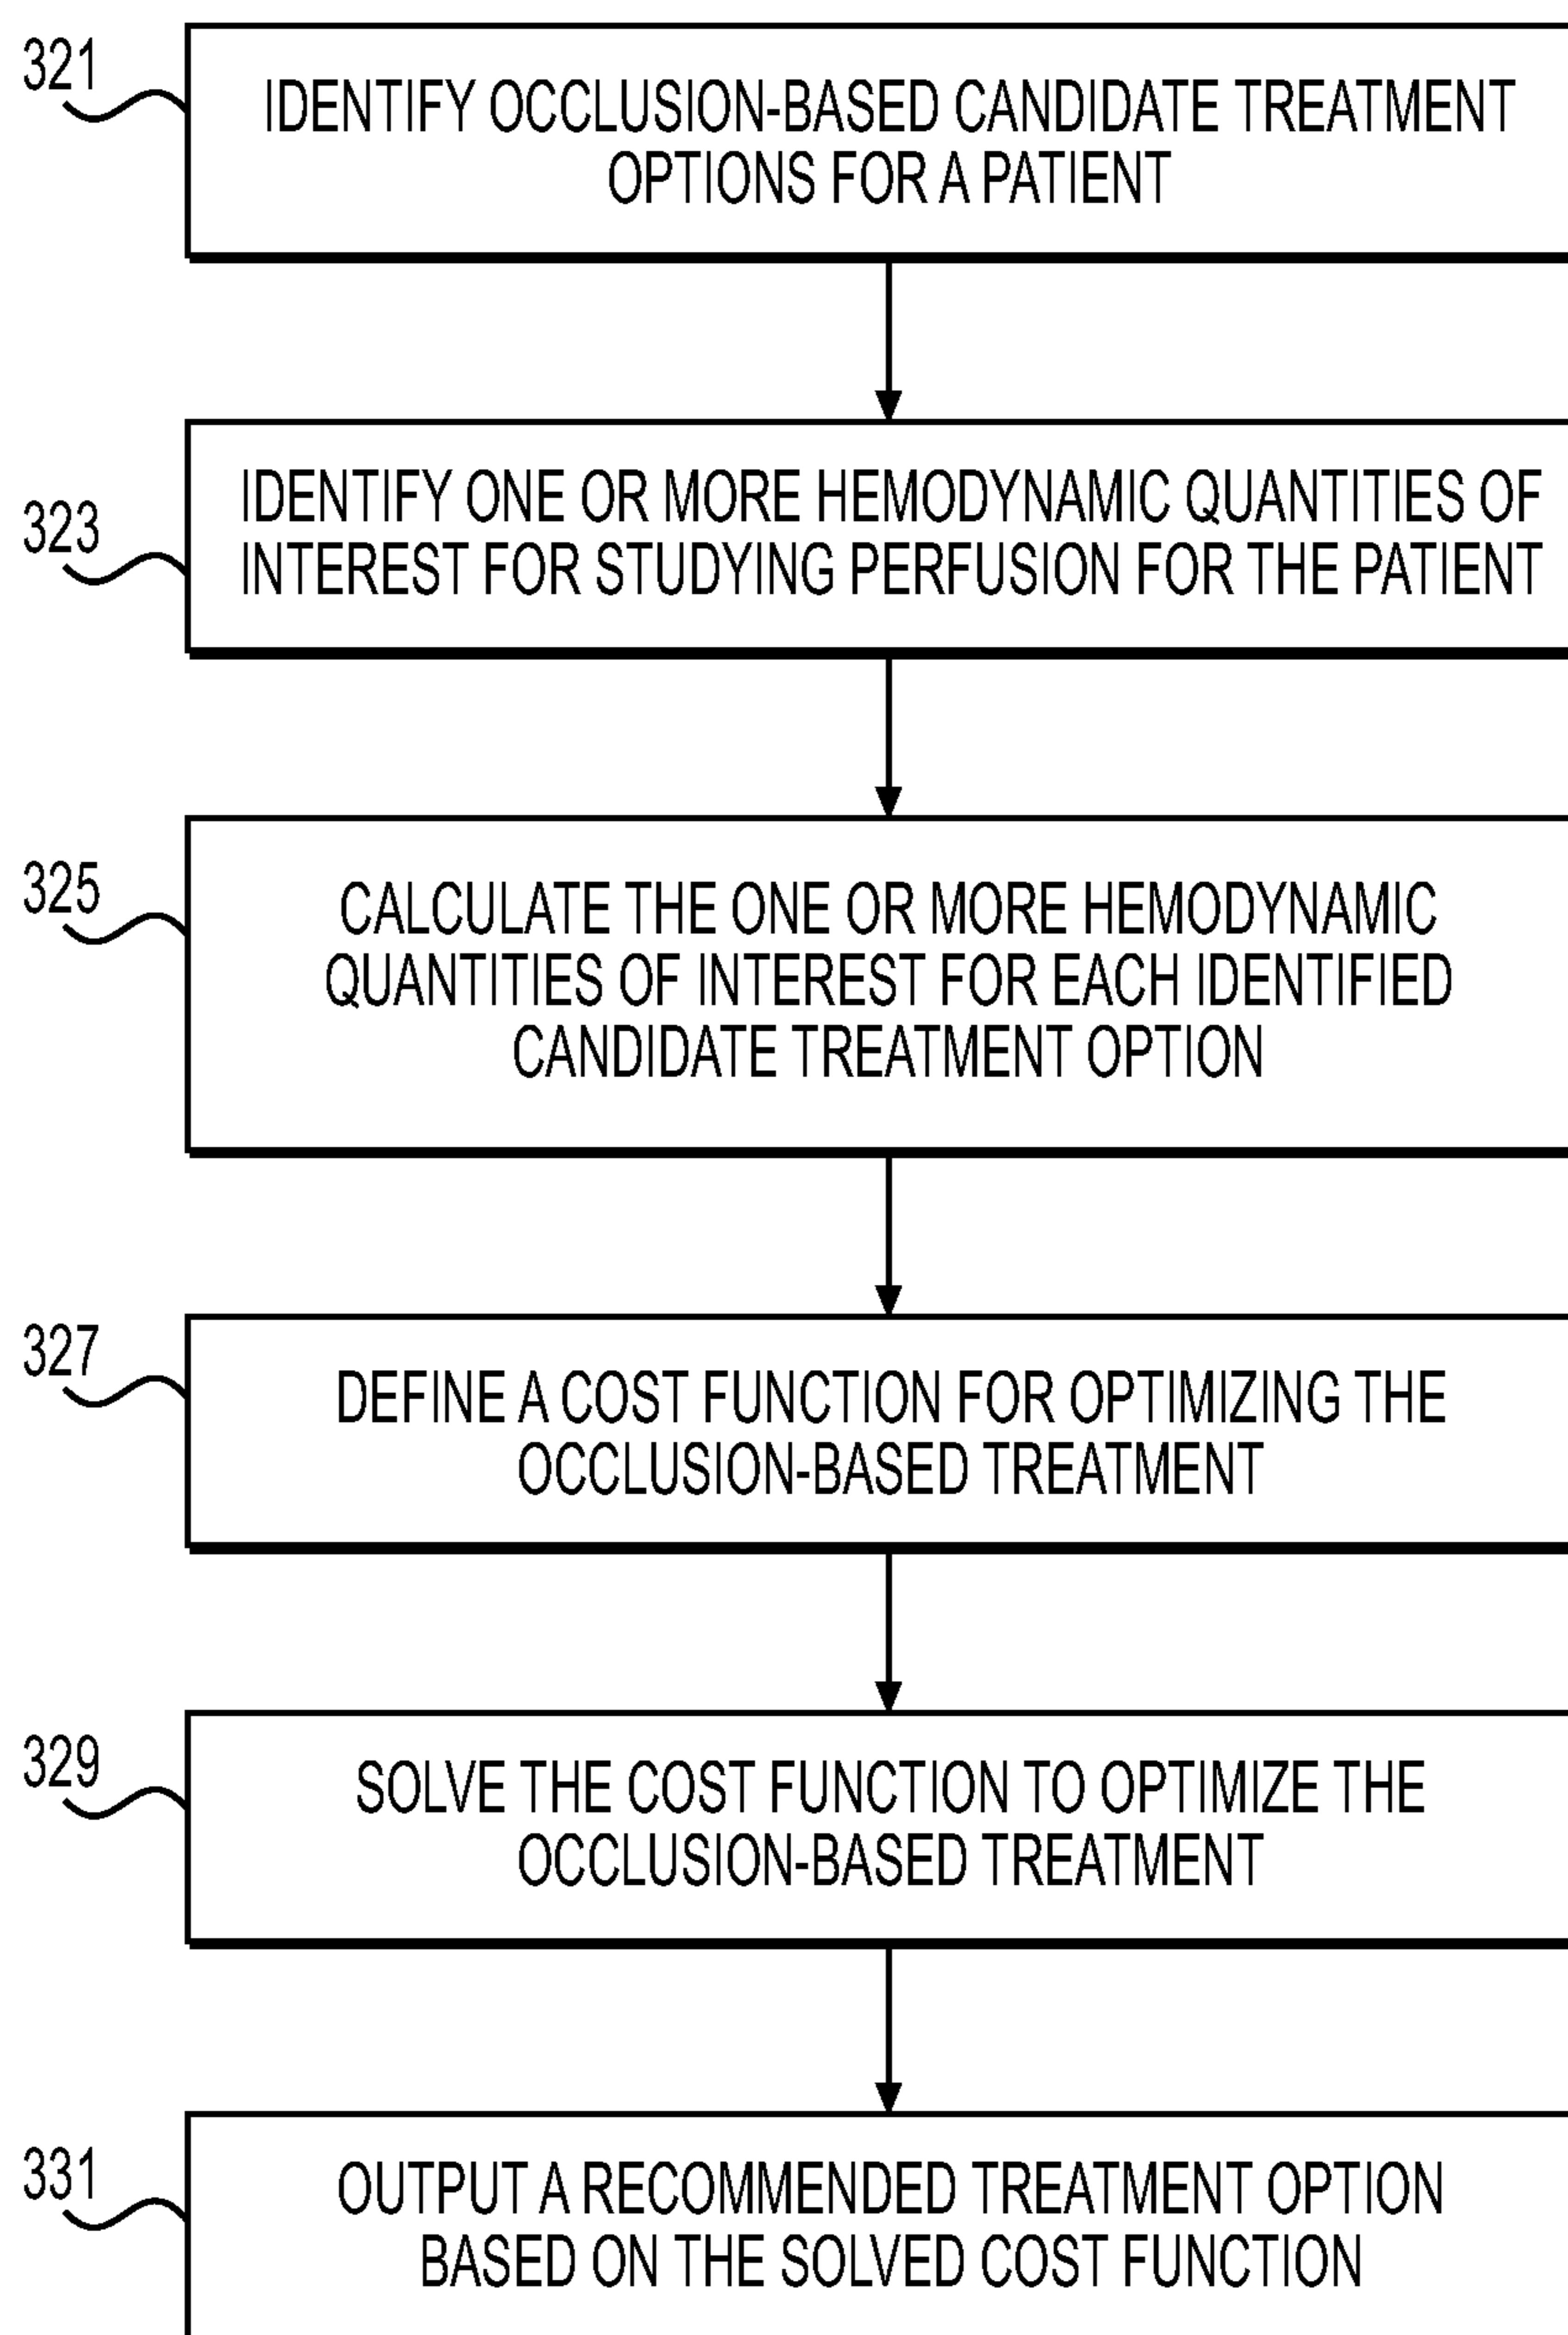 321
IDENTIFY OCCLUSION-BASED CANDIDATE TREATMENT
OPTIONS FOR A PATIENT
323
IDENTIFY ONE OR MORE HEMODYNAMIC QUANTITIES OF
INTEREST FOR STUDYING PERFUSION FOR THE PATIENT
325
CALCULATE THE ONE OR MORE HEMODYNAMIC
QUANTITIES OF INTEREST FOR EACH IDENTIFIED
CANDIDATE TREATMENT OPTION
327
DEFINE A COST FUNCTION FOR OPTIMIZING THE
OCCLUSION-BASED TREATMENT
329
SOLVE THE COST FUNCTION TO OPTIMIZE THE
OCCLUSION-BASED TREATMENT
331
OUTPUT A RECOMMENDED TREATMENT OPTION
BASED ON THE SOLVED COST FUNCTION